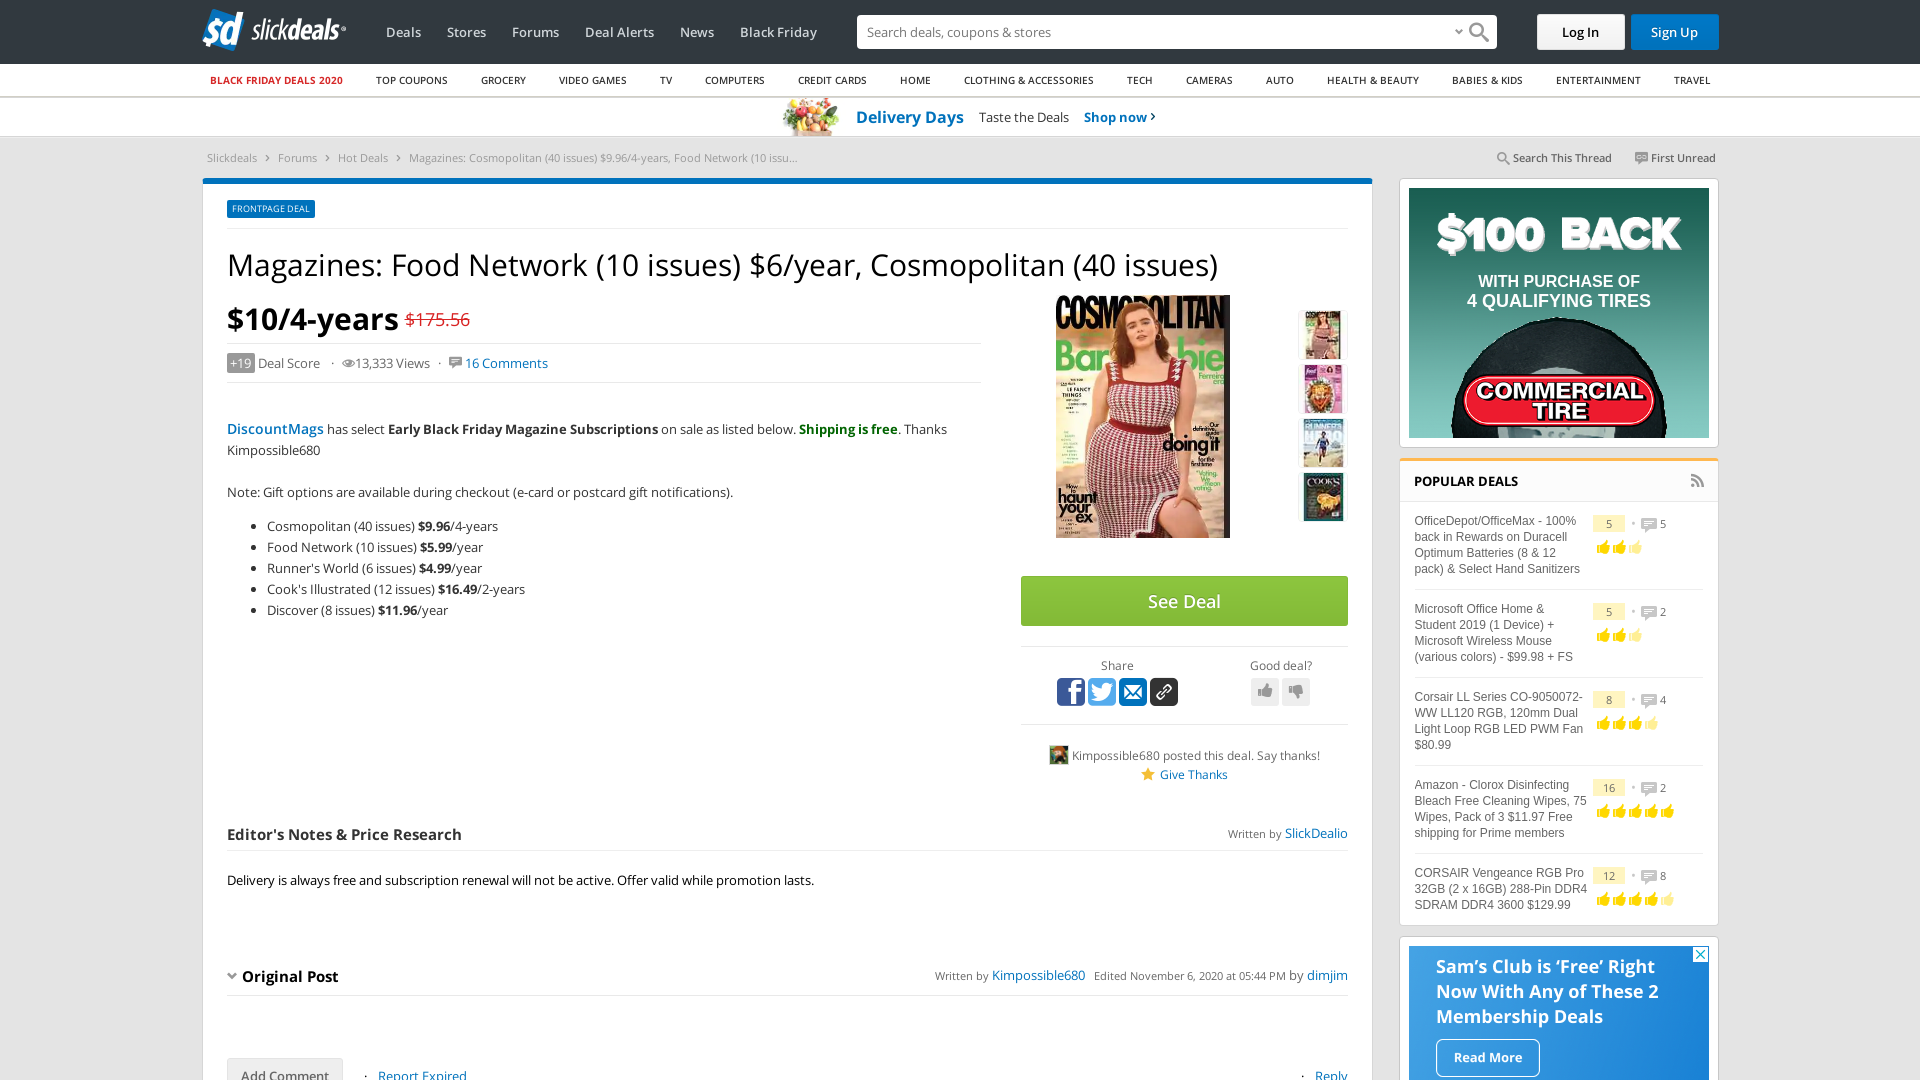 slickdeals
Deals Stores Forums Deal Alerts News Black Friday
Search deals, coupons & stores
Log In Sign Up
BLACK FRIDAY DEALS 2020 TOP COUPONS GROCERY VIDEO GAMES TV COMPUTERS CREDIT CARDS HOME CLOTHING & ACCESSORIES TECH CAMERAS AUTO HEALTH & BEAUTY BABIES & KIDS ENTERTAINMENT TRAVEL
Delivery Days Taste the Deals Shop now ›
Slickdeals › Forums › Hot Deals › Magazines: Cosmopolitan (40 issues) $9.96/4-years, Food Network (10 issu...
Search This Thread First Unread
FRONTPAGE DEAL
Magazines: Food Network (10 issues) $6/year, Cosmopolitan (40 issues)
$10/4-years $175.56
+19 Deal Score · 13,333 Views · 16 Comments
DiscountMags has select Early Black Friday Magazine Subscriptions on sale as listed below. Shipping is free. Thanks
Kimpossible680
Note: Gift options are available during checkout (e-card or postcard gift notifications).
• Cosmopolitan (40 issues) $9.96/4-years
• Food Network (10 issues) $5.99/year
• Runner's World (6 issues) $4.99/year
• Cook's Illustrated (12 issues) $16.49/2-years
• Discover (8 issues) $11.96/year
COSMOPOLITAN
Barbie
Ferreira
doing it
for the first time
How to
haunt
your
ex
See Deal
Share
Good deal?
Kimpossible680 posted this deal. Say thanks!
Give Thanks
Editor's Notes & Price Research
Written by SlickDealio
Delivery is always free and subscription renewal will not be active. Offer valid while promotion lasts.
Original Post
Written by Kimpossible680 Edited November 6, 2020 at 05:44 PM by dimjim
Add Comment · Report Expired
· Reply
$100 BACK
WITH PURCHASE OF
4 QUALIFYING TIRES
COMMERCIAL
TIRE
POPULAR DEALS
OfficeDepot/OfficeMax - 100%
back in Rewards on Duracell
Optimum Batteries (8 & 12
pack) & Select Hand Sanitizers
5 • 5
Microsoft Office Home &
Student 2019 (1 Device) +
Microsoft Wireless Mouse
(various colors) - $99.98 + FS
5 • 2
Corsair LL Series CO-9050072-
WW LL120 RGB, 120mm Dual
Light Loop RGB LED PWM Fan
$80.99
8 • 4
Amazon - Clorox Disinfecting
Bleach Free Cleaning Wipes, 75
Wipes, Pack of 3 $11.97 Free
shipping for Prime members
16 • 2
CORSAIR Vengeance RGB Pro
32GB (2 x 16GB) 288-Pin DDR4
SDRAM DDR4 3600 $129.99
12 • 8
Sam's Club is ‘Free’ Right
Now With Any of These 2
Membership Deals
Read More